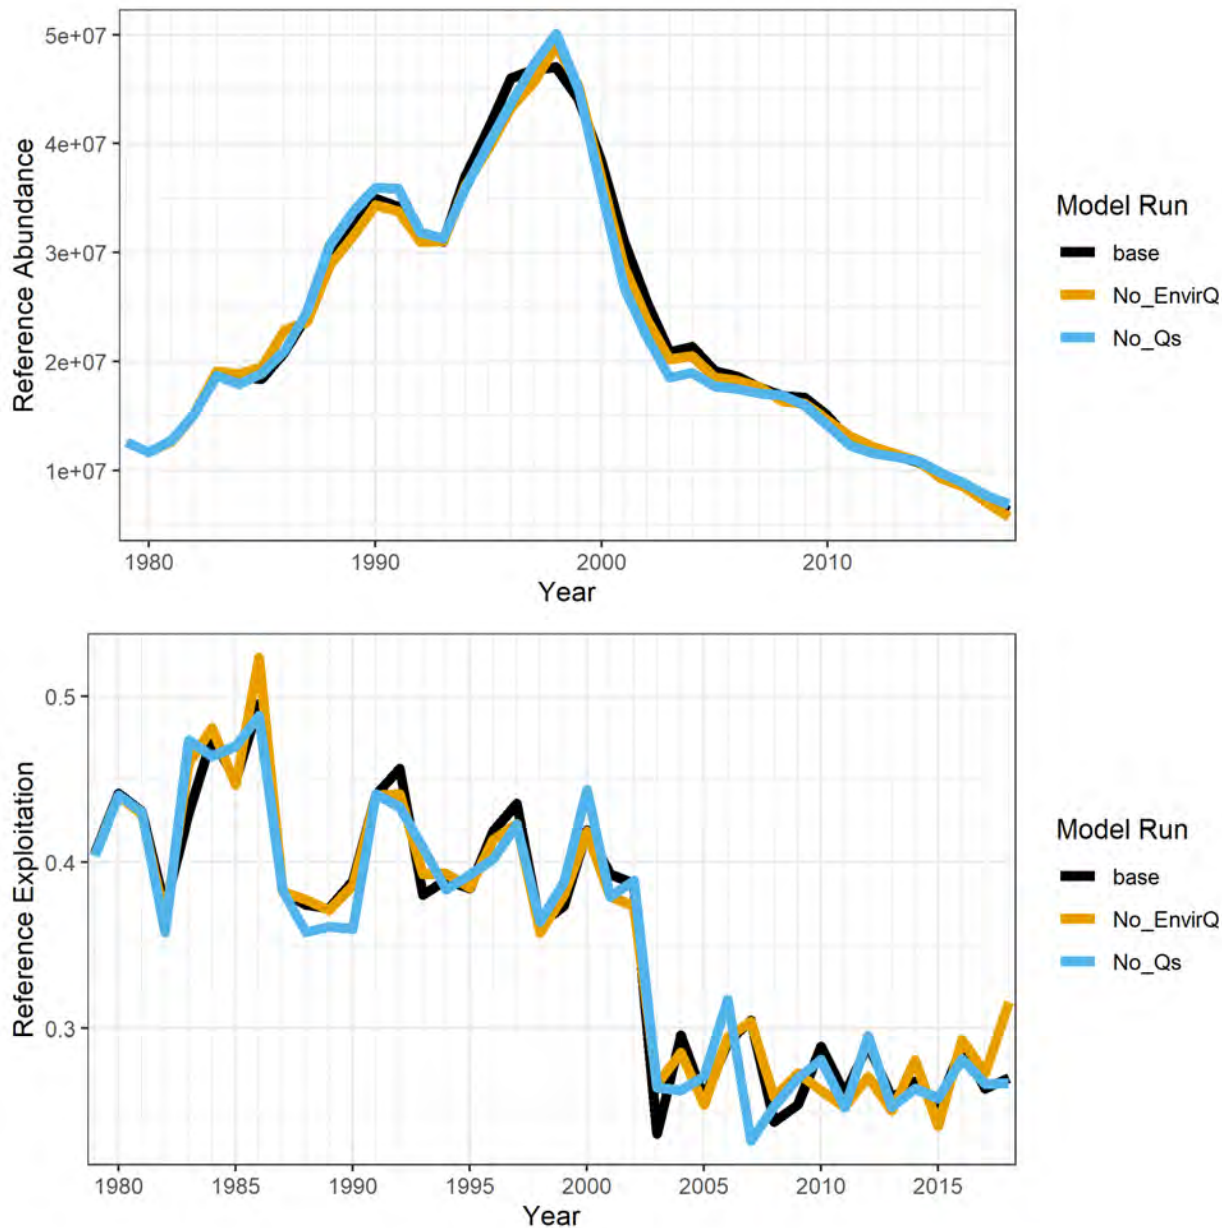 Reference Abundance
5e+07
4e+07
3e+07
2e+07
1e+07
1980 1990 2000 2010
Year
Model Run
base
No_EnvirQ
No_Qs
Reference Exploitation
0.5
0.4
0.3
1980 1985 1990 1995 2000 2005 2010 2015
Year
Model Run
base
No_EnvirQ
No_Qs